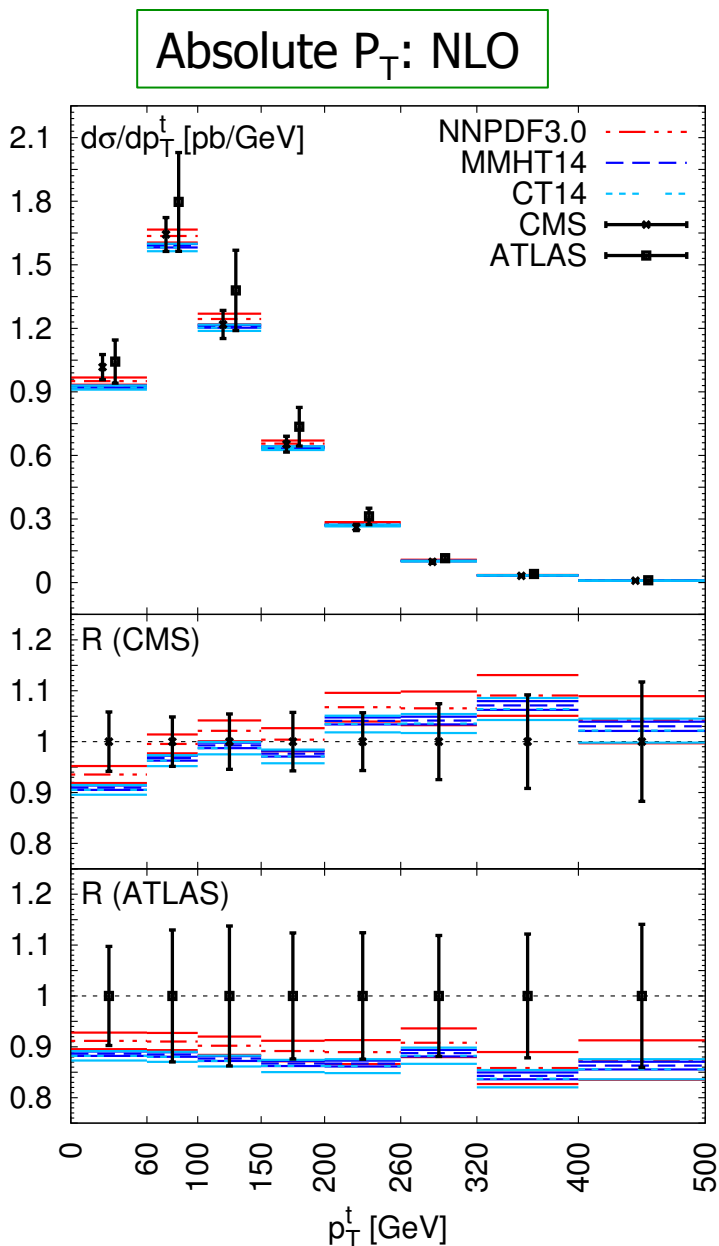 Absolute P_T: NLO
dσ/dp_T^t [pb/GeV]
NNPDF3.0
MMHT14
CT14
CMS
ATLAS
2.1
1.8
1.5
1.2
0.9
0.6
0.3
0
R (CMS)
1.2
1.1
1
0.9
0.8
R (ATLAS)
1.2
1.1
1
0.9
0.8
0 60 100 150 200 260 320 400 500
p_T^t [GeV]